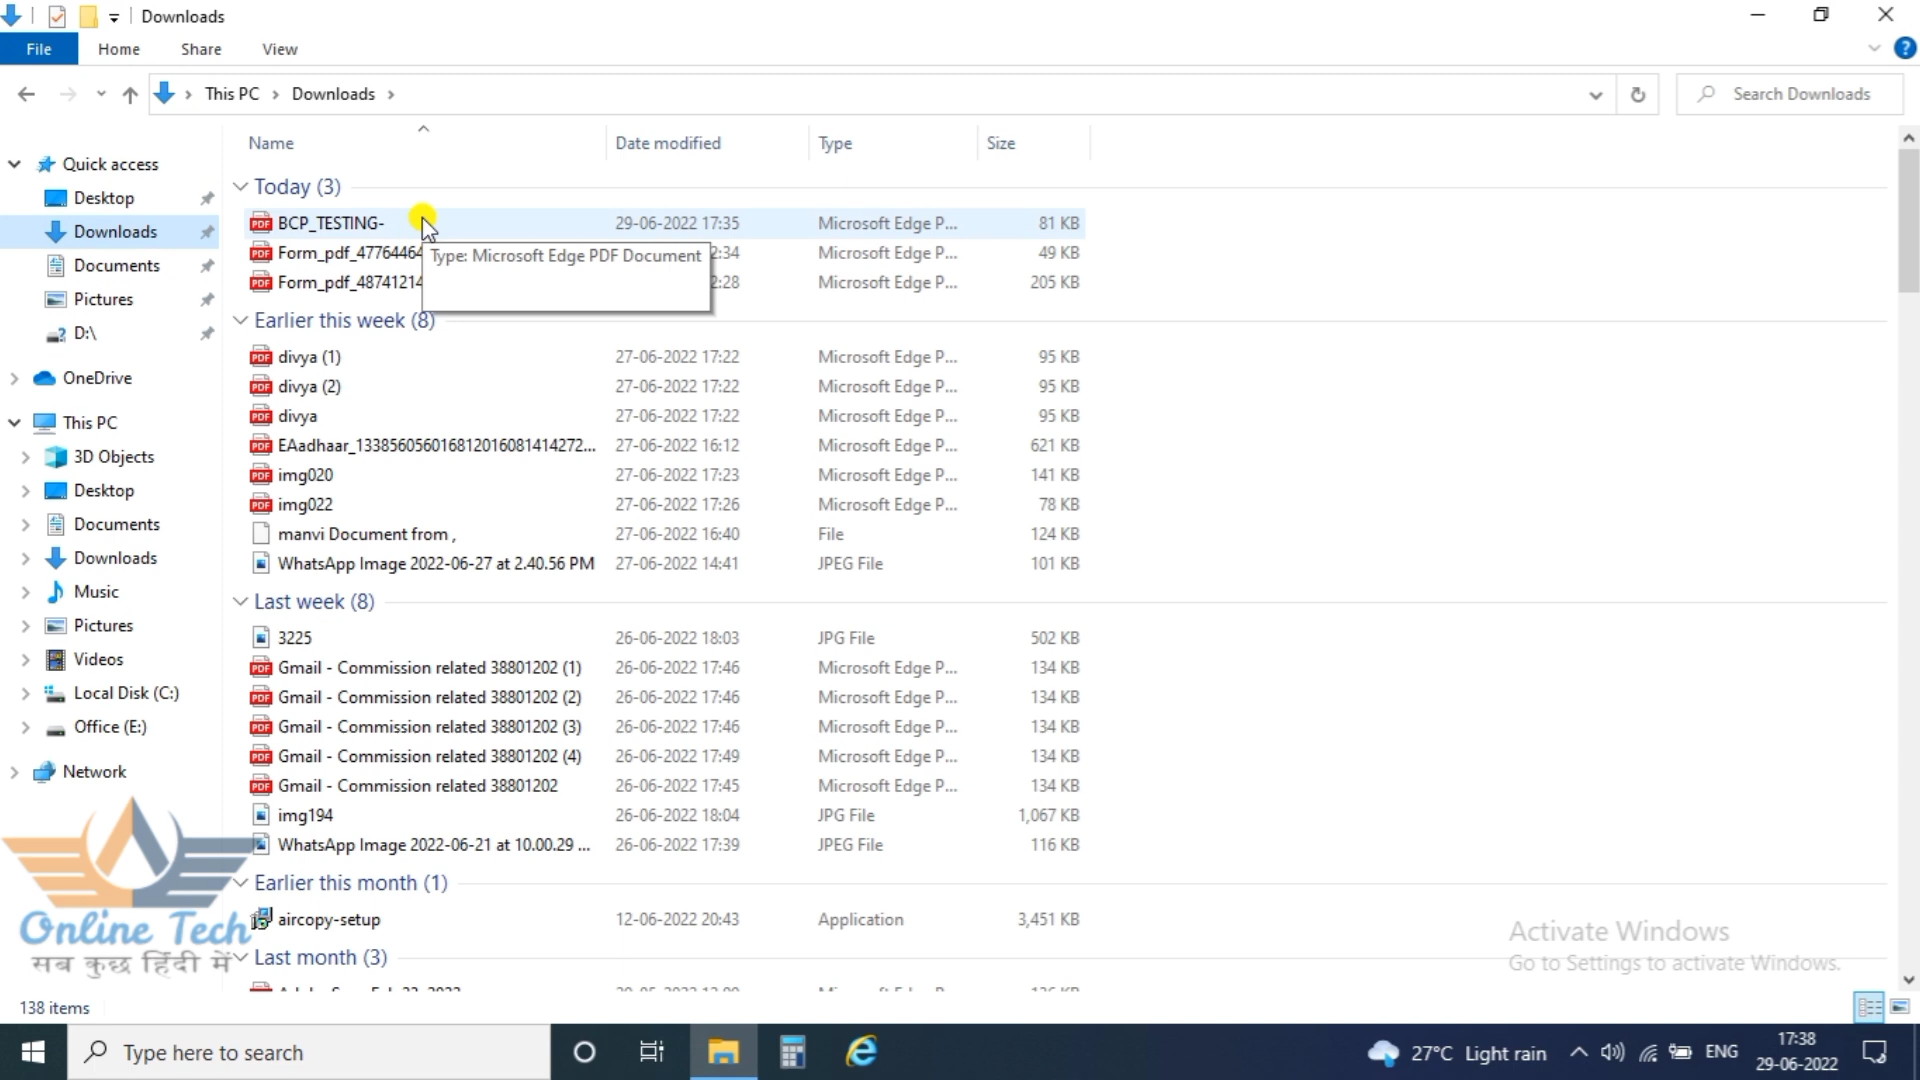 Downloads
File Home Share View
This PC Downloads
Search Downloads
Name Date modified Type Size
Quick access
Desktop
Downloads
Documents
Pictures
D:\
OneDrive
This PC
3D Objects
Desktop
Documents
Downloads
Music
Pictures
Videos
Local Disk (C:)
Office (E:)
Network
Today (3)
BCP_TESTING- 29-06-2022 17:35 Microsoft Edge P... 81 KB
Form_pdf_4776446 2:34 Microsoft Edge P... 49 KB
Type: Microsoft Edge PDF Document
Form_pdf_4874121 2:28 Microsoft Edge P... 205 KB
Earlier this week (8)
divya (1) 27-06-2022 17:22 Microsoft Edge P... 95 KB
divya (2) 27-06-2022 17:22 Microsoft Edge P... 95 KB
divya 27-06-2022 17:22 Microsoft Edge P... 95 KB
EAadhaar_133856056016812016081414272... 27-06-2022 16:12 Microsoft Edge P... 621 KB
img020 27-06-2022 17:23 Microsoft Edge P... 141 KB
img022 27-06-2022 17:26 Microsoft Edge P... 78 KB
manvi Document from , 27-06-2022 16:40 File 124 KB
WhatsApp Image 2022-06-27 at 2.40.56 PM 27-06-2022 14:41 JPEG File 101 KB
Last week (8)
3225 26-06-2022 18:03 JPG File 502 KB
Gmail - Commission related 38801202 (1) 26-06-2022 17:46 Microsoft Edge P... 134 KB
Gmail - Commission related 38801202 (2) 26-06-2022 17:46 Microsoft Edge P... 134 KB
Gmail - Commission related 38801202 (3) 26-06-2022 17:46 Microsoft Edge P... 134 KB
Gmail - Commission related 38801202 (4) 26-06-2022 17:49 Microsoft Edge P... 134 KB
Gmail - Commission related 38801202 26-06-2022 17:45 Microsoft Edge P... 134 KB
img194 26-06-2022 18:04 JPG File 1,067 KB
WhatsApp Image 2022-06-21 at 10.00.29 ... 26-06-2022 17:39 JPEG File 116 KB
Earlier this month (1)
aircopy-setup 12-06-2022 20:43 Application 3,451 KB
Last month (3)
Online Tech
सब कुछ हिंदी में
Activate Windows
Go to Settings to activate Windows.
138 items
Type here to search
27°C Light rain ENG 17:38
29-06-2022